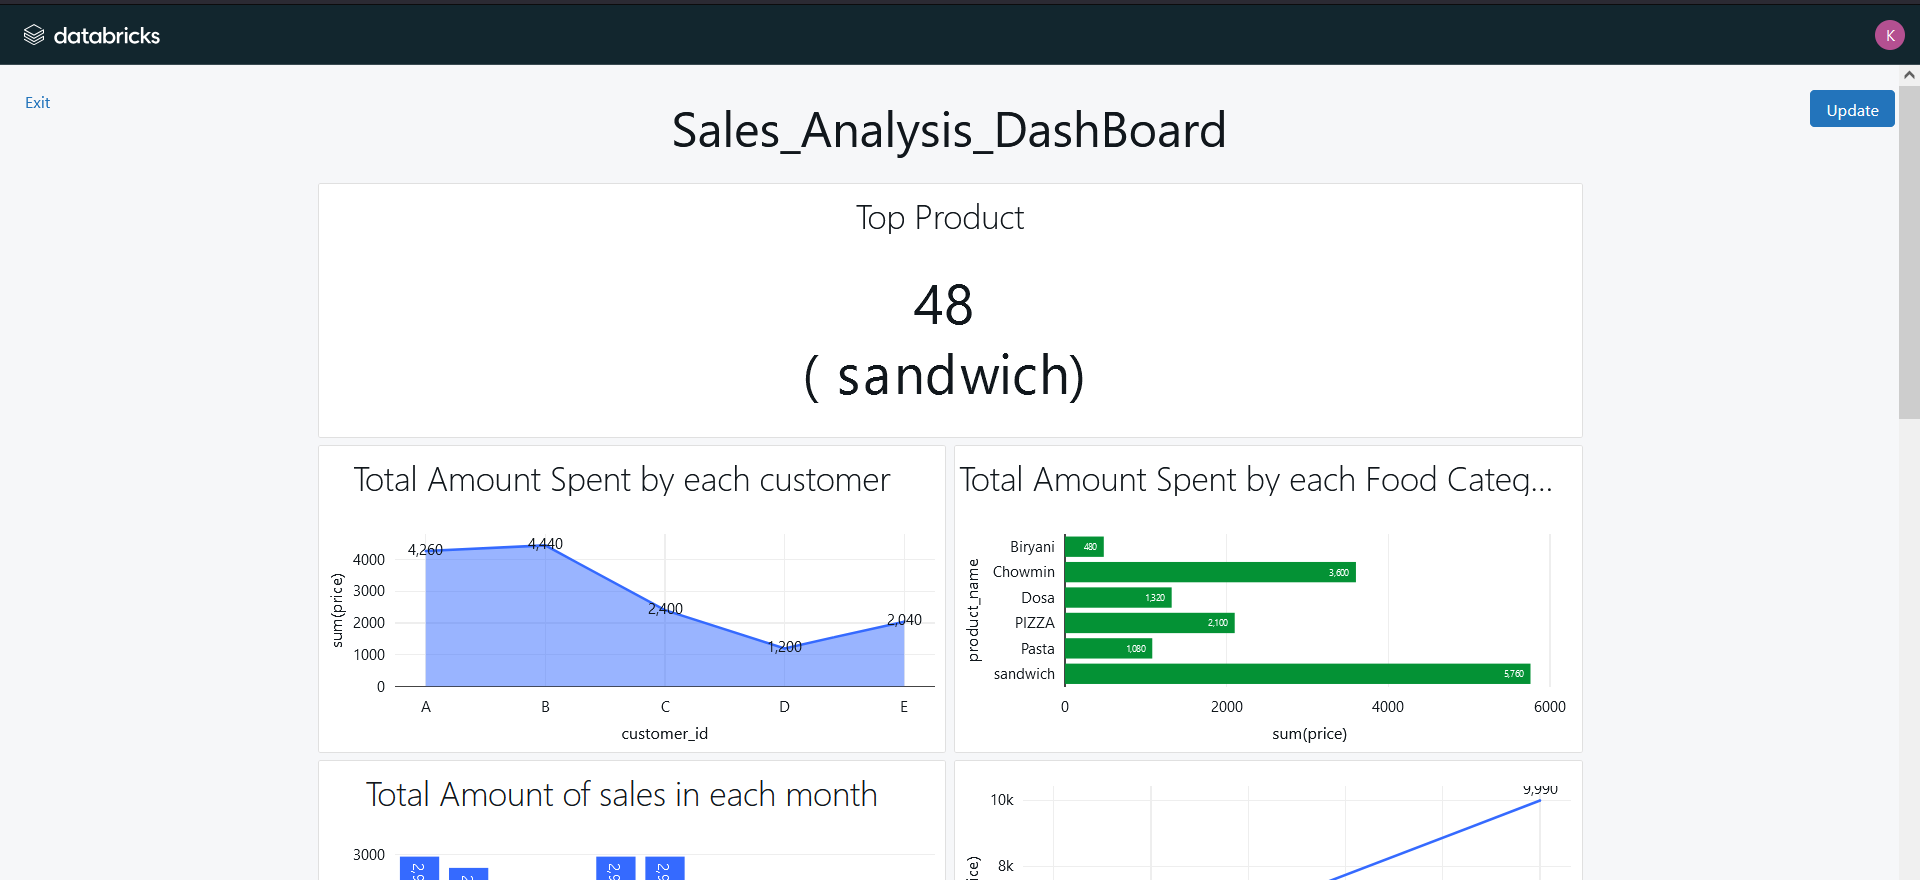 databricks
K
Exit
Update
Sales_Analysis_DashBoard
Top Product
48
( sandwich)
Total Amount Spent by each customer
sum(price)
4000
3000
2000
1000
0
4,260
4,440
2,400
1,200
2,040
A B C D E
customer_id
Total Amount Spent by each Food Categ...
product_name
Biryani 480
Chowmin 3,600
Dosa 1,320
PIZZA 2,100
Pasta 1,080
sandwich 5,760
0 2000 4000 6000
sum(price)
Total Amount of sales in each month
3000
10k
8k
9,990